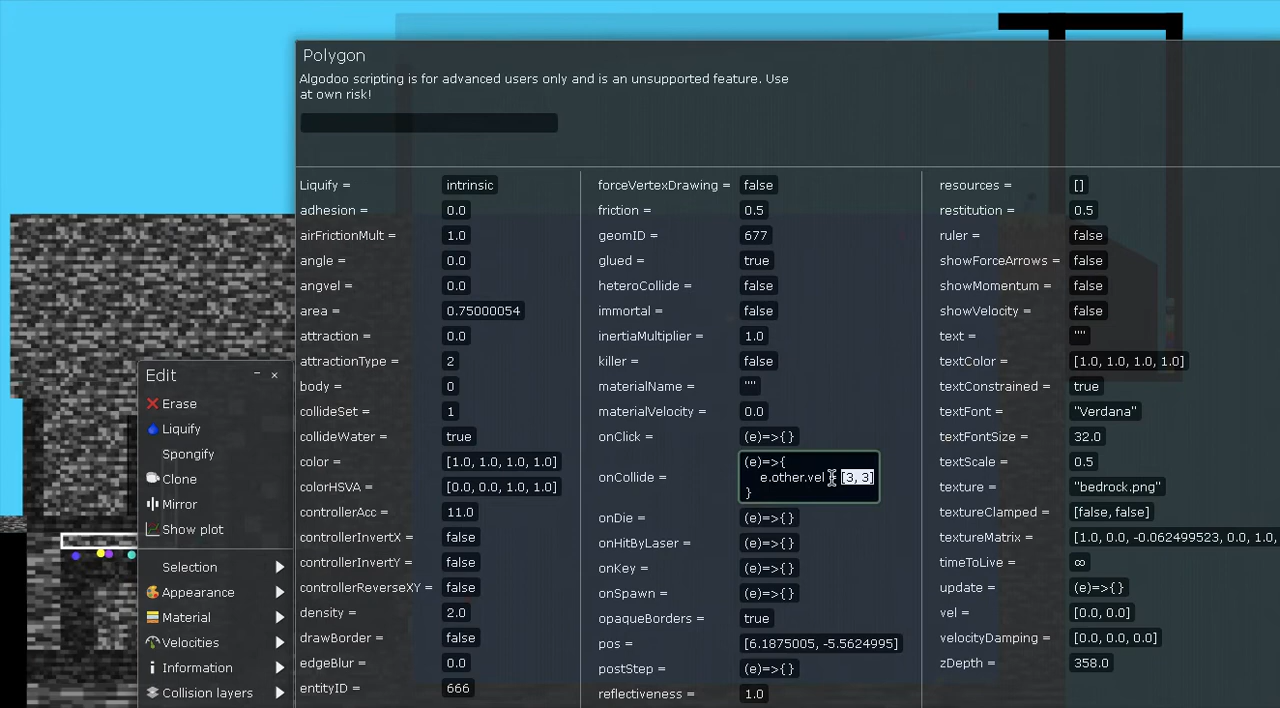 Polygon
Algodoo scripting is for advanced users only and is an unsupported feature. Use
at own risk!
Liquify = intrinsic
adhesion = 0.0
airFrictionMult = 1.0
angle = 0.0
angvel = 0.0
area = 0.75000054
attraction = 0.0
attractionType = 2
body = 0
collideSet = 1
collideWater = true
color = [1.0, 1.0, 1.0, 1.0]
colorHSVA = [0.0, 0.0, 1.0, 1.0]
controllerAcc = 11.0
controllerInvertX = false
controllerInvertY = false
controllerReverseXY = false
density = 2.0
drawBorder = false
edgeBlur = 0.0
entityID = 666
forceVertexDrawing = false
friction = 0.5
geomID = 677
glued = true
heteroCollide = false
immortal = false
inertiaMultiplier = 1.0
killer = false
materialName = ""
materialVelocity = 0.0
onClick = (e)=>{}
onCollide = (e)=>{
e.other.vel = [3, 3]
}
onDie = (e)=>{}
onHitByLaser = (e)=>{}
onKey = (e)=>{}
onSpawn = (e)=>{}
opaqueBorders = true
pos = [6.1875005, -5.5624995]
postStep = (e)=>{}
reflectiveness = 1.0
resources = []
restitution = 0.5
ruler = false
showForceArrows = false
showMomentum = false
showVelocity = false
text = ""
textColor = [1.0, 1.0, 1.0, 1.0]
textConstrained = true
textFont = "Verdana"
textFontSize = 32.0
textScale = 0.5
texture = "bedrock.png"
textureClamped = [false, false]
textureMatrix = [1.0, 0.0, -0.062499523, 0.0, 1.0,
timeToLive = ∞
update = (e)=>{}
vel = [0.0, 0.0]
velocityDamping = [0.0, 0.0, 0.0]
zDepth = 358.0
Edit
Erase
Liquify
Spongify
Clone
Mirror
Show plot
Selection
Appearance
Material
Velocities
Information
Collision layers